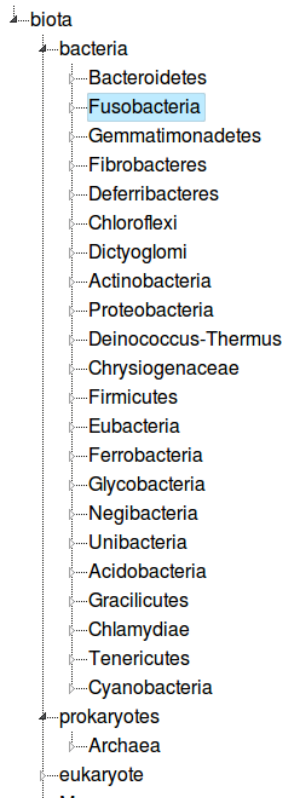 biota
bacteria
Bacteroidetes
Fusobacteria
Gemmatimonadetes
Fibrobacteres
Deferribacteres
Chloroflexi
Dictyoglomi
Actinobacteria
Proteobacteria
Deinococcus-Thermus
Chrysiogenaceae
Firmicutes
Eubacteria
Ferrobacteria
Glycobacteria
Negibacteria
Unibacteria
Acidobacteria
Gracilicutes
Chlamydiae
Tenericutes
Cyanobacteria
prokaryotes
Archaea
eukaryote